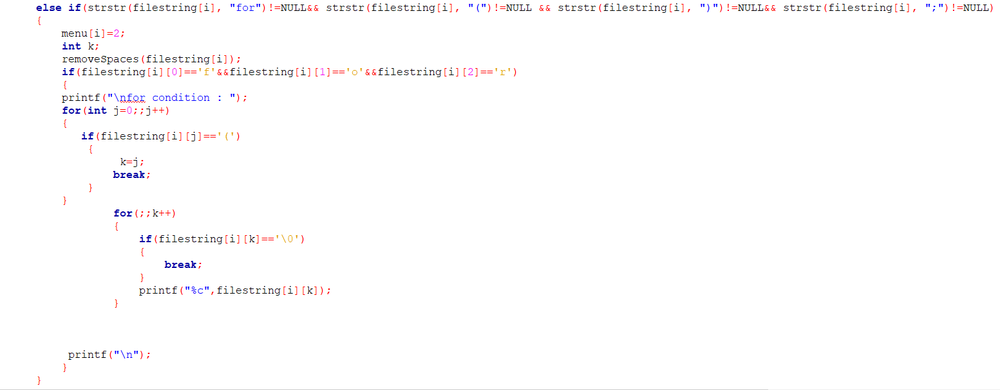 else if(strstr(filestring[i], "for")!=NULL&& strstr(filestring[i], "(")!=NULL && strstr(filestring[i], ")")!=NULL&& strstr(filestring[i], ";")!=NULL)
{
menu[i]=2;
int k;
removeSpaces(filestring[i]);
if(filestring[i][0]=='f'&&filestring[i][1]=='o'&&filestring[i][2]=='r')
{
printf("\nfor condition : ");
for(int j=0;;j++)
{
if(filestring[i][j]=='(')
{
k=j;
break;
}
}
for(;;k++)
{
if(filestring[i][k]=='\0')
{
break;
}
printf("%c",filestring[i][k]);
}
printf("\n");
}
}